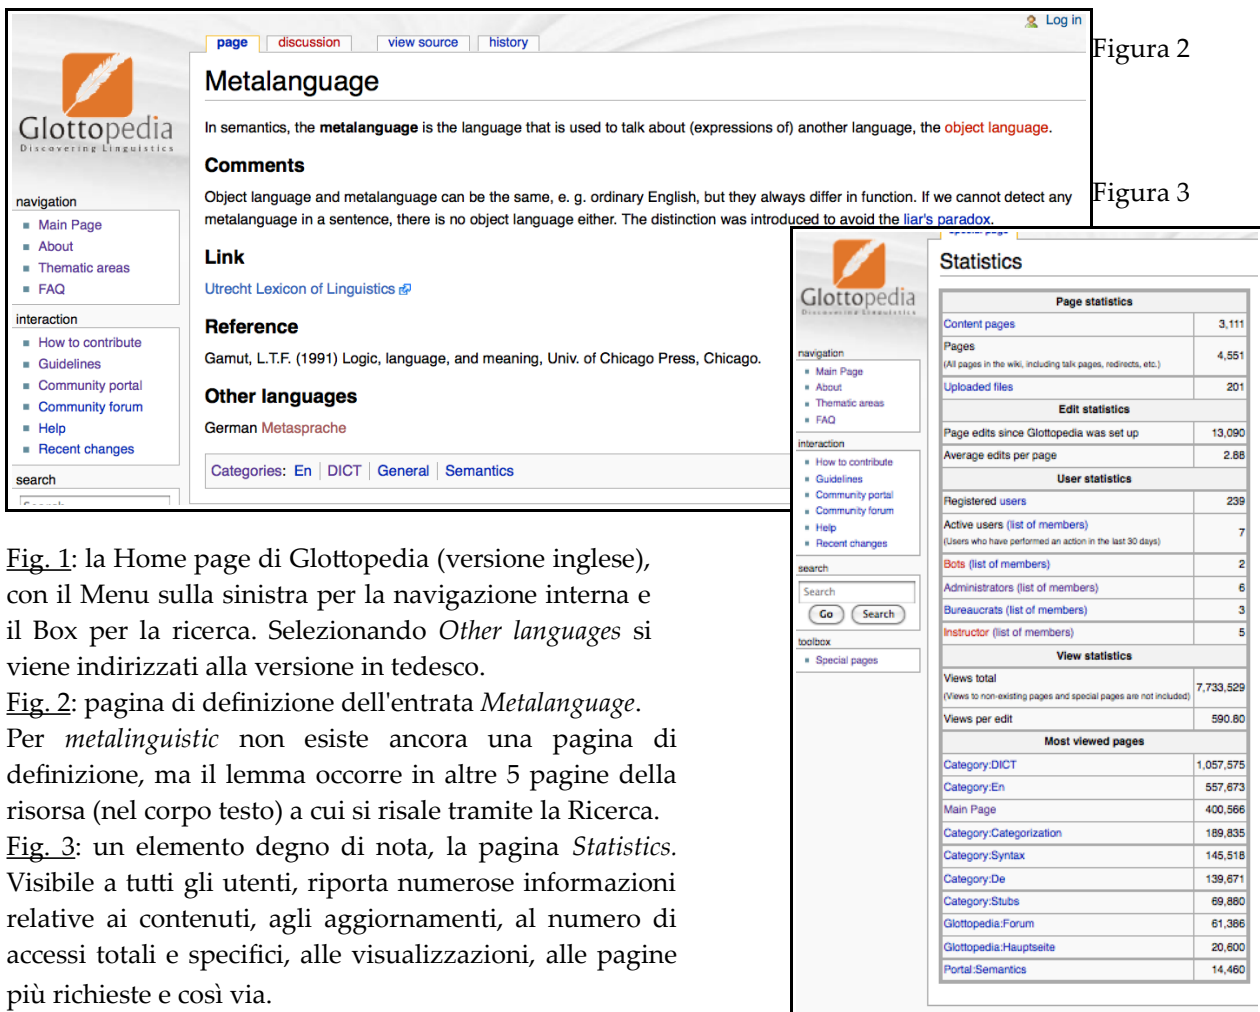 Log in
page discussion view source history
Figura 2
Metalanguage
Glottopedia
Discovering Linguistics
In semantics, the metalanguage is the language that is used to talk about (expressions of) another language, the object language.
Comments
Object language and metalanguage can be the same, e. g. ordinary English, but they always differ in function. If we cannot detect any
metalanguage in a sentence, there is no object language either. The distinction was introduced to avoid the liar's paradox.
Link
Utrecht Lexicon of Linguistics
Reference
Gamut, L.T.F. (1991) Logic, language, and meaning, Univ. of Chicago Press, Chicago.
Other languages
German Metasprache
Categories: En | DICT | General | Semantics
navigation
Main Page
About
Thematic areas
FAQ
interaction
How to contribute
Guidelines
Community portal
Community forum
Help
Recent changes
search
Figura 3
Glottopedia
Discovering Linguistics
navigation
Main Page
About
Thematic areas
FAQ
interaction
How to contribute
Guidelines
Community portal
Community forum
Help
Recent changes
search
Search
Go Search
toolbox
Special pages
special page
Statistics
Page statistics
Content pages 3,111
Pages 4,551
(All pages in the wiki, including talk pages, redirects, etc.)
Uploaded files 201
Edit statistics
Page edits since Glottopedia was set up 13,090
Average edits per page 2.88
User statistics
Registered users 239
Active users (list of members) 7
(Users who have performed an action in the last 30 days)
Bots (list of members) 2
Administrators (list of members) 6
Bureaucrats (list of members) 3
Instructor (list of members) 5
View statistics
Views total 7,733,529
(Views to non-existing pages and special pages are not included)
Views per edit 590.80
Most viewed pages
Category:DICT 1,057,575
Category:En 557,673
Main Page 400,566
Category:Categorization 189,835
Category:Syntax 145,518
Category:De 139,671
Category:Stubs 69,880
Glottopedia:Forum 61,386
Glottopedia:Hauptseite 20,600
Portal:Semantics 14,460
Fig. 1: la Home page di Glottopedia (versione inglese),
con il Menu sulla sinistra per la navigazione interna e
il Box per la ricerca. Selezionando Other languages si
viene indirizzati alla versione in tedesco.
Fig. 2: pagina di definizione dell'entrata Metalanguage.
Per metalinguistic non esiste ancora una pagina di
definizione, ma il lemma occorre in altre 5 pagine della
risorsa (nel corpo testo) a cui si risale tramite la Ricerca.
Fig. 3: un elemento degno di nota, la pagina Statistics.
Visibile a tutti gli utenti, riporta numerose informazioni
relative ai contenuti, agli aggiornamenti, al numero di
accessi totali e specifici, alle visualizzazioni, alle pagine
più richieste e così via.